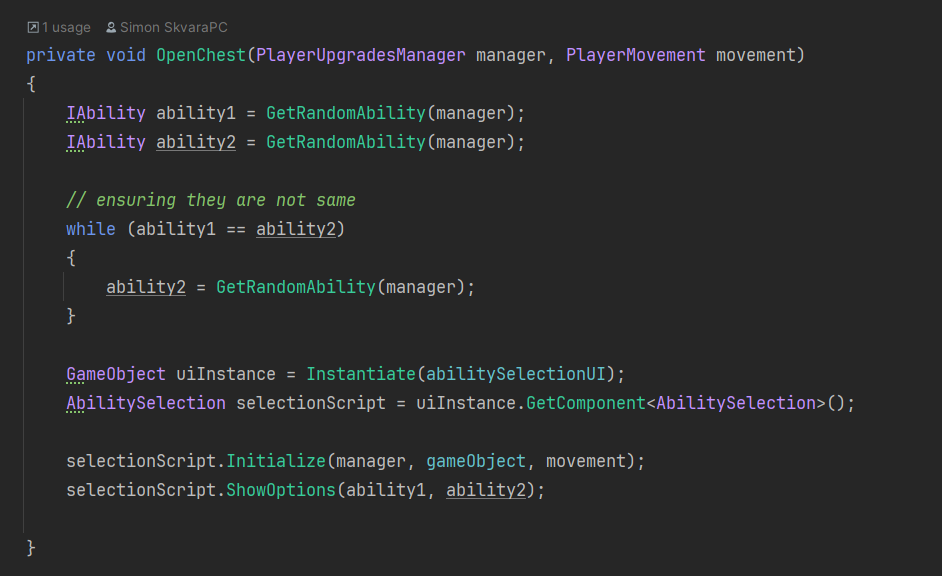 1 usage Simon SkvaraPC
private void OpenChest(PlayerUpgradesManager manager, PlayerMovement movement)
{
IAbility ability1 = GetRandomAbility(manager);
IAbility ability2 = GetRandomAbility(manager);
// ensuring they are not same
while (ability1 == ability2)
{
ability2 = GetRandomAbility(manager);
}
GameObject uiInstance = Instantiate(abilitySelectionUI);
AbilitySelection selectionScript = uiInstance.GetComponent<AbilitySelection>();
selectionScript.Initialize(manager, gameObject, movement);
selectionScript.ShowOptions(ability1, ability2);
}